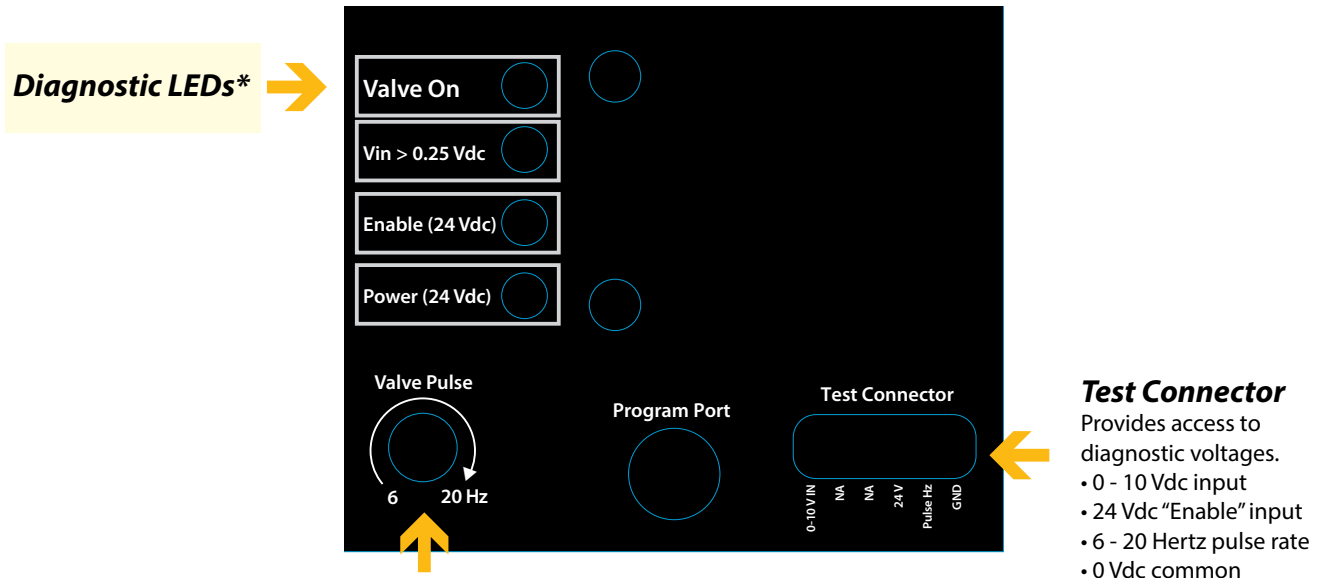 Diagnostic LEDs*
Valve On
Vin > 0.25 Vdc
Enable (24 Vdc)
Power (24 Vdc)
Valve Pulse
6
20 Hz
Program Port
Test Connector
0-10 V IN
NA
NA
24 V
Pulse Hz
GND
Test Connector
Provides access to
diagnostic voltages.
• 0 - 10 Vdc input
• 24 Vdc “Enable” input
• 6 - 20 Hertz pulse rate
• 0 Vdc common